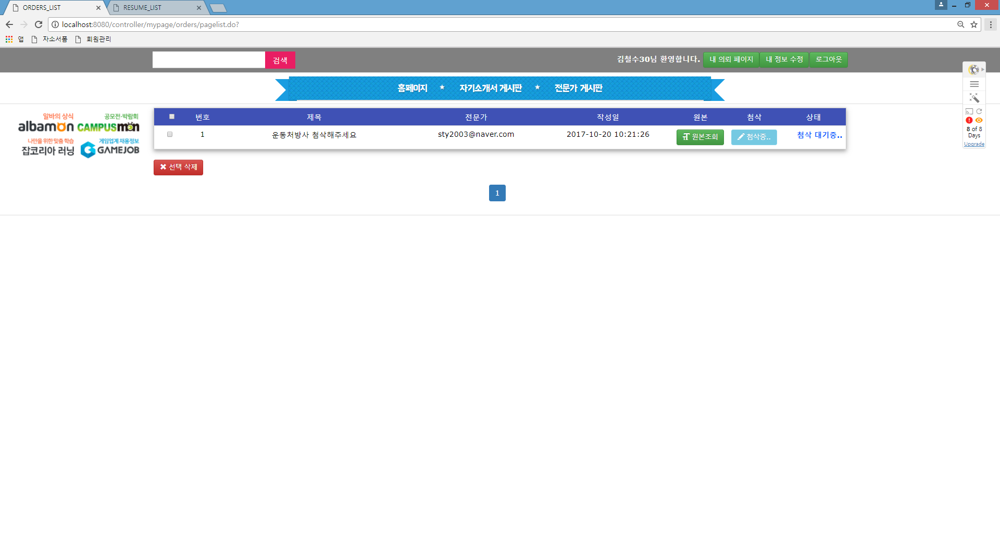 ORDERS_LIST
RESUME_LIST
localhost:8080/controller/mypage/orders/pagelist.do?
앱 자소서폼 회원관리
검색
김철수30님 환영합니다. 내 의뢰 페이지 내 정보 수정 로그아웃
홈페이지 ★ 자기소개서 게시판 ★ 전문가 게시판
알바의 상식
albamon
공모전·박람회
CAMPUSmon
나만을 위한 맞춤 학습
잡코리아 러닝
게임업계 채용정보
GAMEJOB
번호 제목 전문가 작성일 원본 첨삭 상태
1 운동처방사 첨삭해주세요 sty2003@naver.com 2017-10-20 10:21:26 원본조회 첨삭중.. 첨삭 대기중..
선택 삭제
1
8 of 8
Days
Upgrade